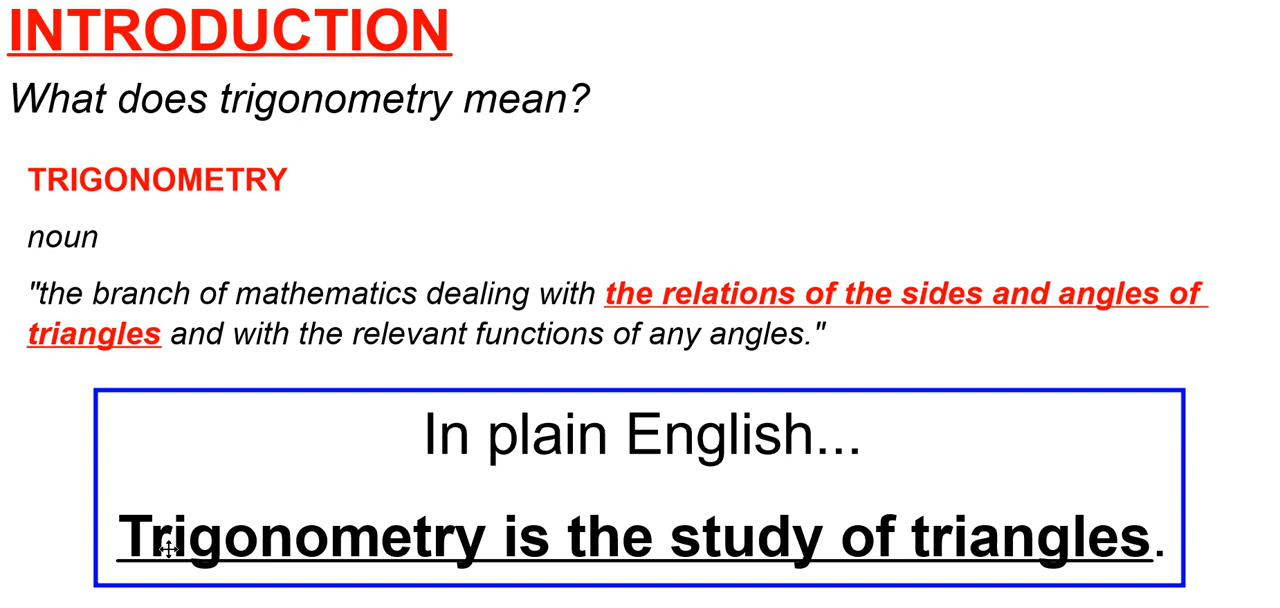 INTRODUCTION
What does trigonometry mean?
TRIGONOMETRY
noun
"the branch of mathematics dealing with the relations of the sides and angles of
triangles and with the relevant functions of any angles."
In plain English...
Trigonometry is the study of triangles.